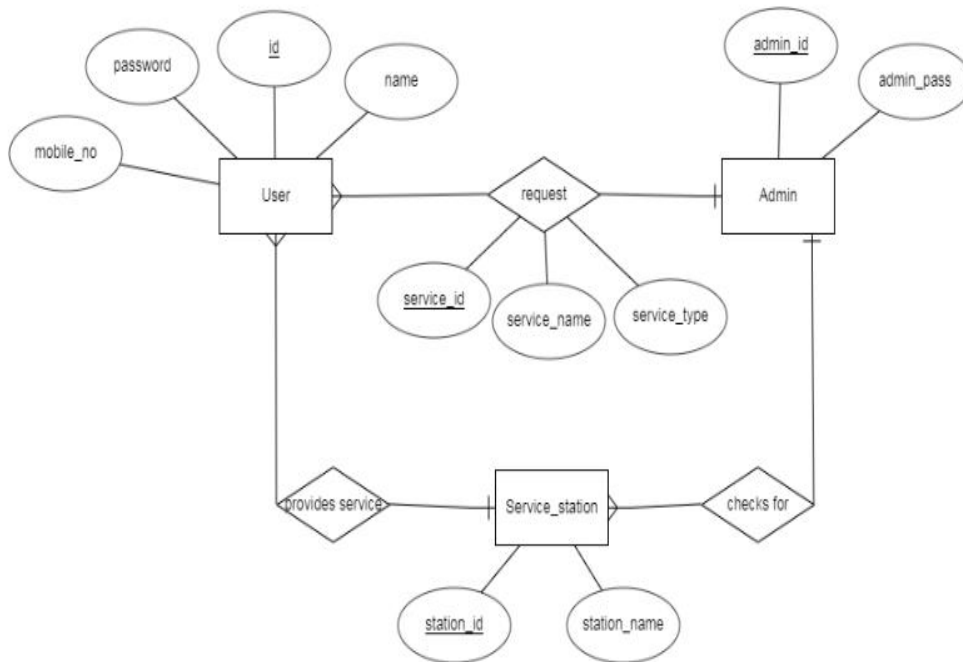 id
admin_id
password
name
admin_pass
mobile_no
User
request
Admin
service_id
service_name
service_type
provides service
Service_station
checks for
station_id
station_name